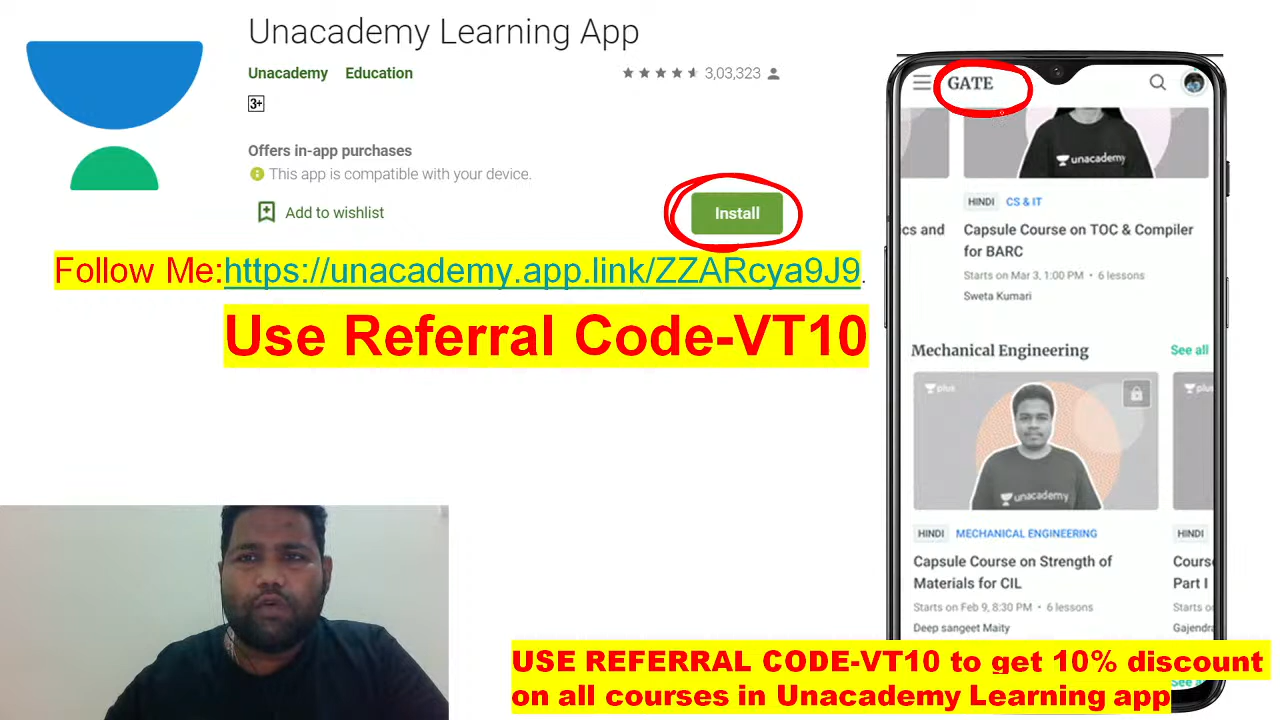 Unacademy Learning App
Unacademy Education
3,03,323
3+
Offers in-app purchases
This app is compatible with your device.
Add to wishlist
Install
Follow Me:https://unacademy.app.link/ZZARcya9J9.
Use Referral Code-VT10
GATE
unacademy
HINDI CS & IT
cs and
Capsule Course on TOC & Compiler
for BARC
Starts on Mar 3, 1:00 PM • 6 lessons
Sweta Kumari
Mechanical Engineering
See all
plus
plus
unacademy
HINDI MECHANICAL ENGINEERING
HINDI
Capsule Course on Strength of
Materials for CIL
Course
Part I
Starts on Feb 9, 8:30 PM • 6 lessons
Starts o
Deep sangeet Maity
Gajendra
USE REFERRAL CODE-VT10 to get 10% discount
on all courses in Unacademy Learning app